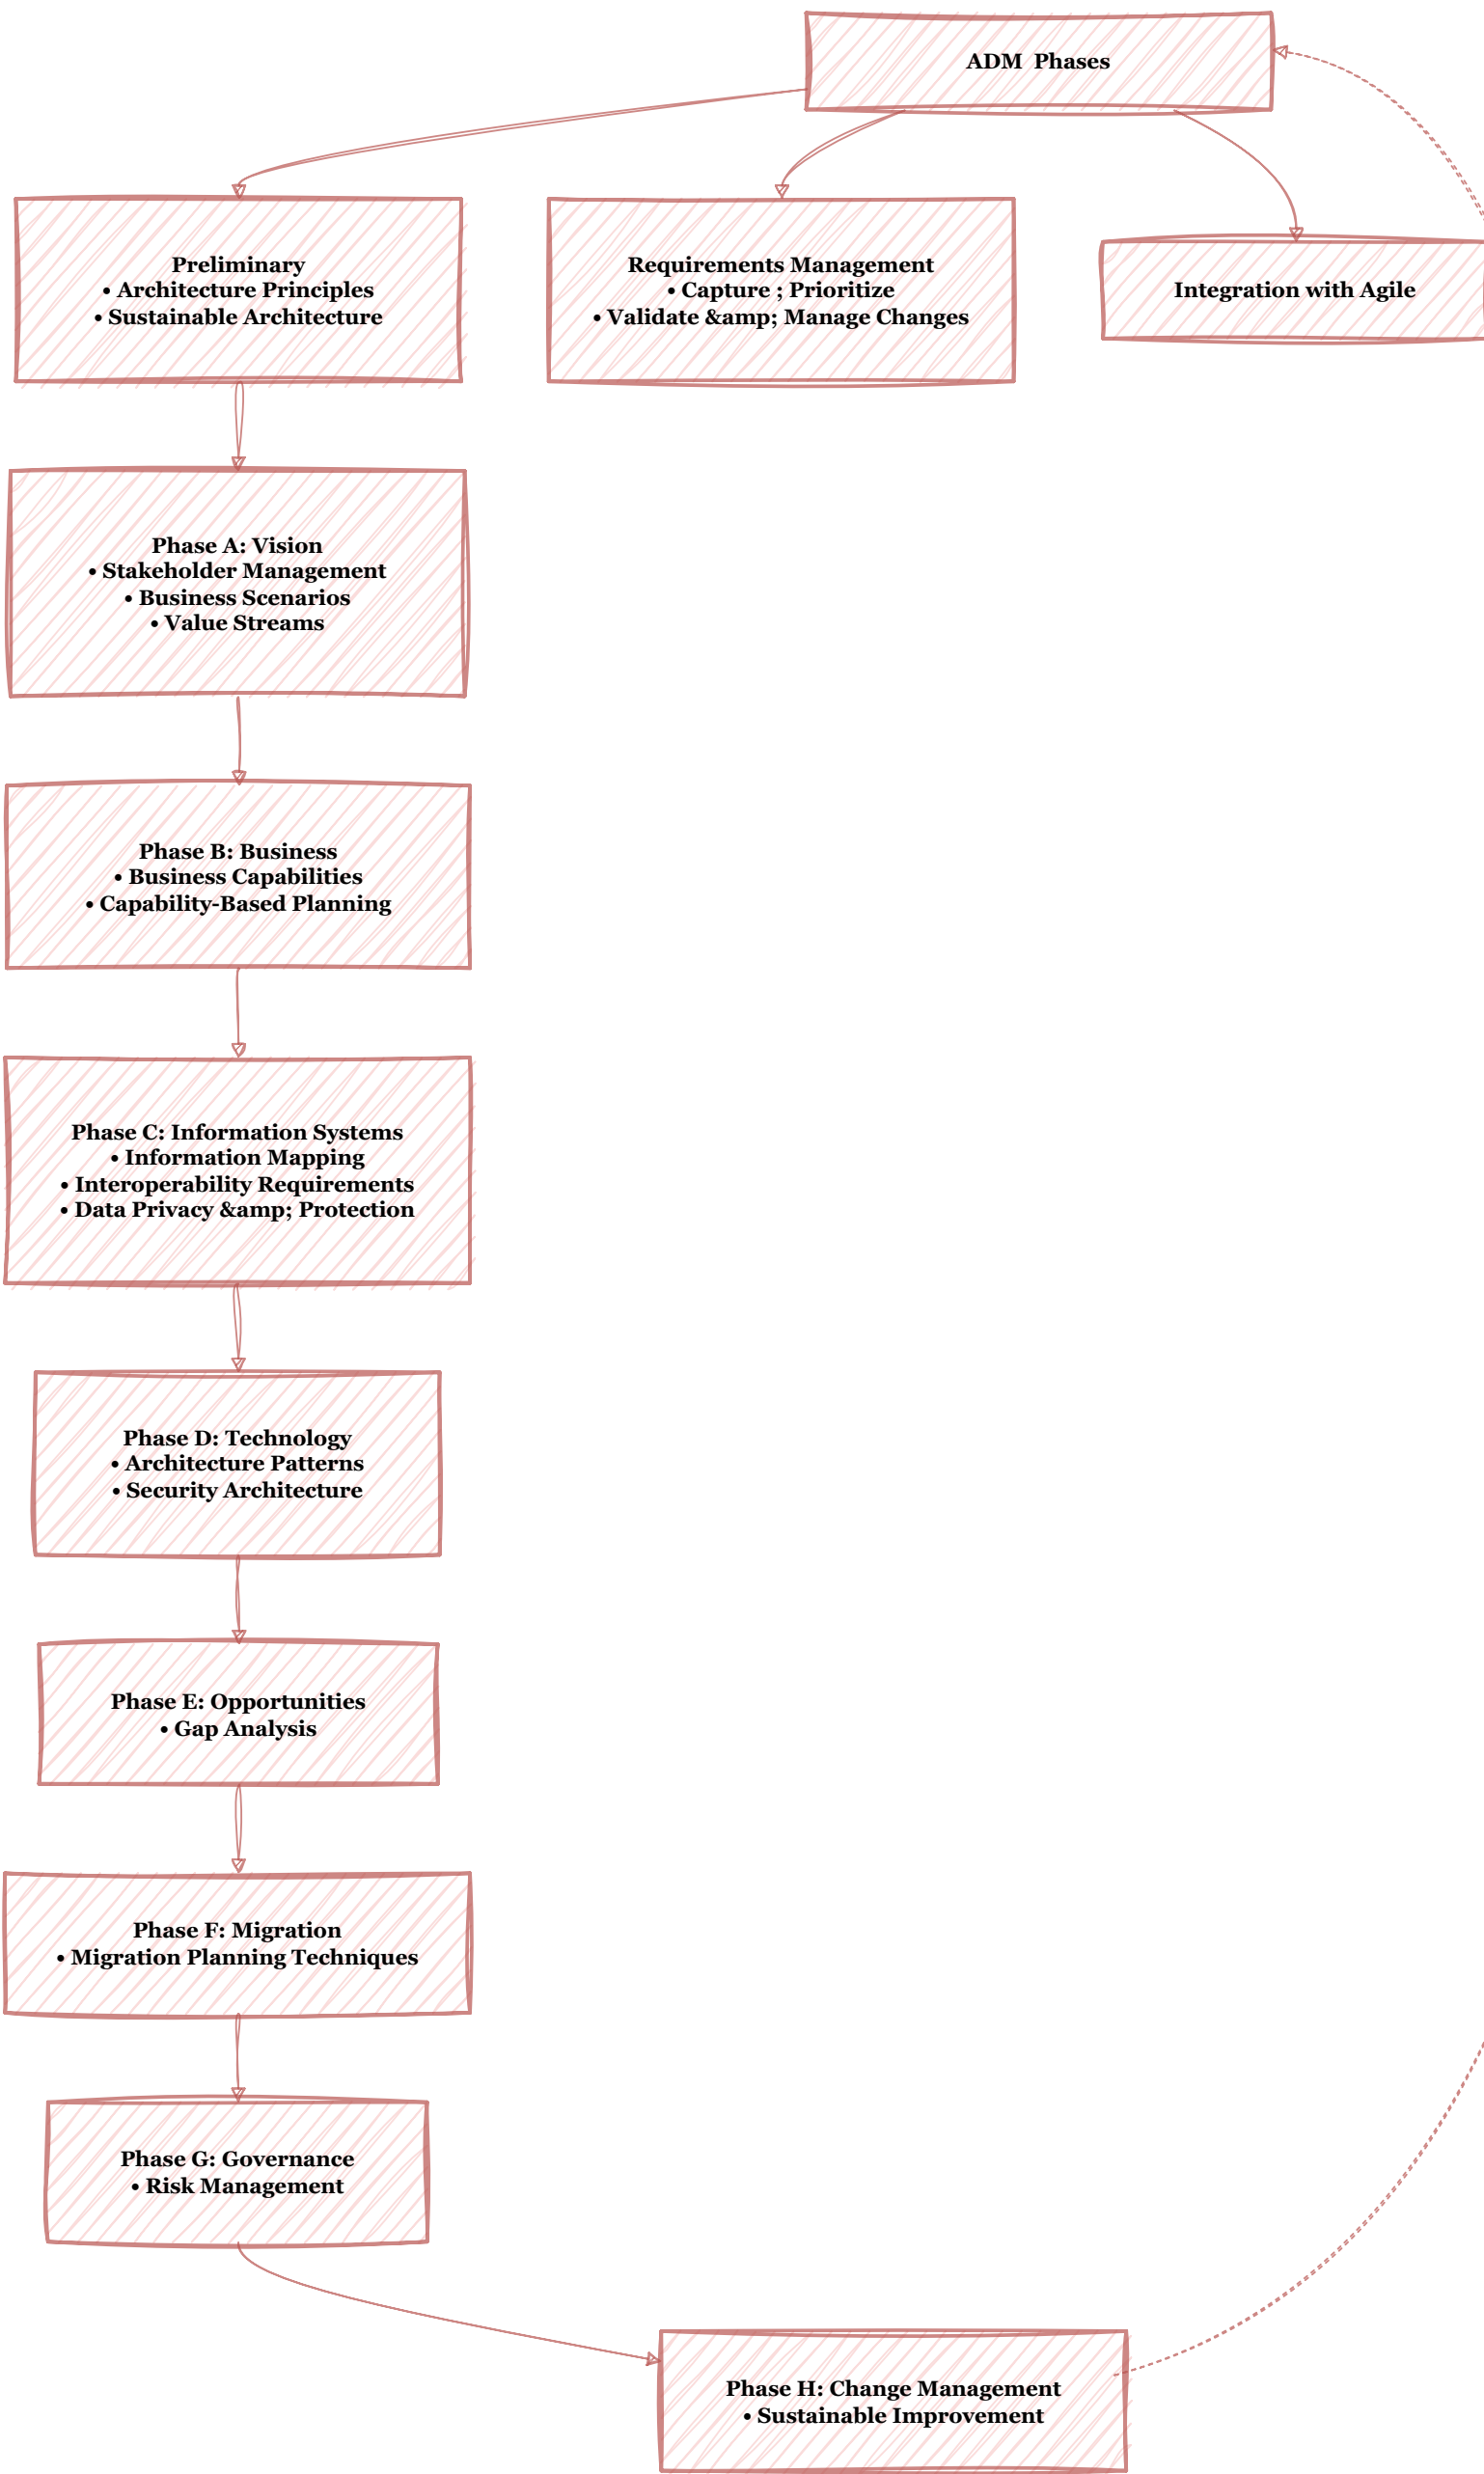 ADM  Phases
Preliminary
• Architecture Principles
• Sustainable Architecture
Requirements Management
• Capture ; Prioritize
• Validate &amp; Manage Changes
Integration with Agile
Phase A: Vision
• Stakeholder Management
• Business Scenarios
• Value Streams
Phase B: Business
• Business Capabilities
• Capability-Based Planning
Phase C: Information Systems
• Information Mapping
• Interoperability Requirements
• Data Privacy &amp; Protection
Phase D: Technology
• Architecture Patterns
• Security Architecture
Phase E: Opportunities
• Gap Analysis
Phase F: Migration
• Migration Planning Techniques
Phase G: Governance
• Risk Management
Phase H: Change Management
• Sustainable Improvement